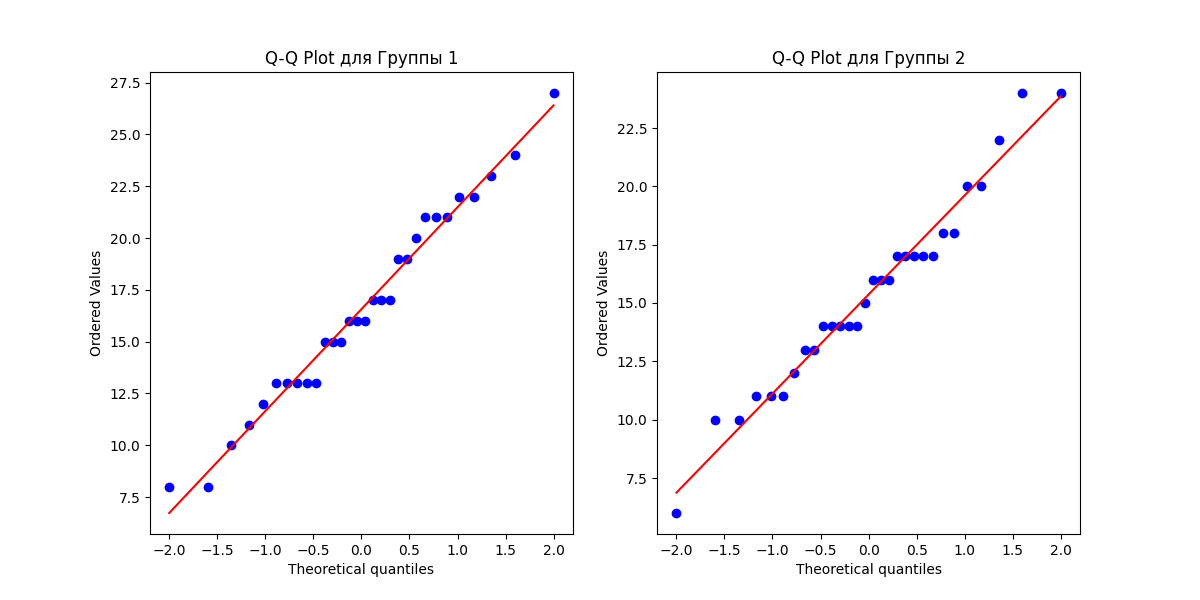 Q-Q Plot для Группы 1
27.5
25.0
22.5
20.0
17.5
15.0
12.5
10.0
7.5
Ordered Values
−2.0 −1.5 −1.0 −0.5 0.0 0.5 1.0 1.5 2.0
Theoretical quantiles
Q-Q Plot для Группы 2
22.5
20.0
17.5
15.0
12.5
10.0
7.5
Ordered Values
−2.0 −1.5 −1.0 −0.5 0.0 0.5 1.0 1.5 2.0
Theoretical quantiles